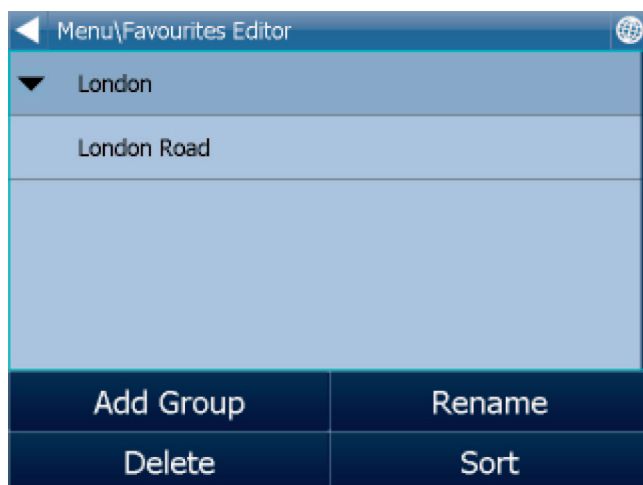 Menu\Favourites Editor
London
London Road
Add Group
Rename
Delete
Sort